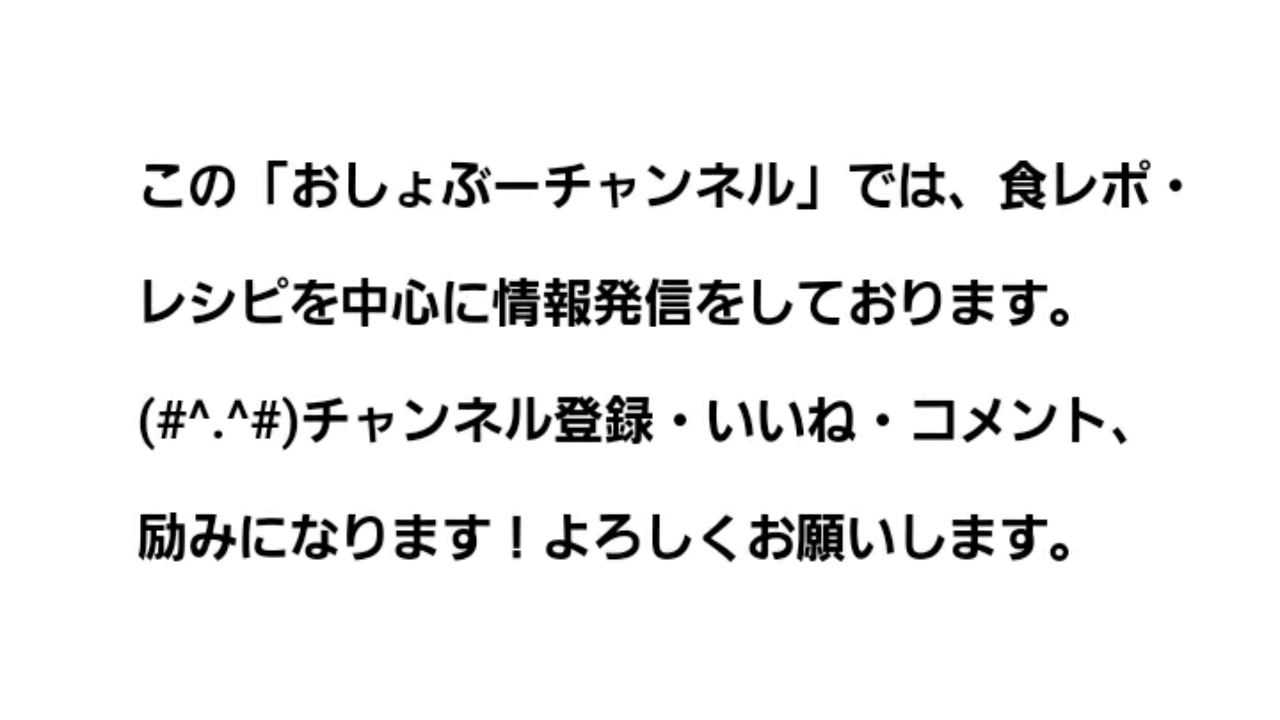 この「おしょぶーチャンネル」では、食レポ・
レシピを中心に情報発信をしております。
(#^.^#)チャンネル登録・いいね・コメント、
励みになります！よろしくお願いします。